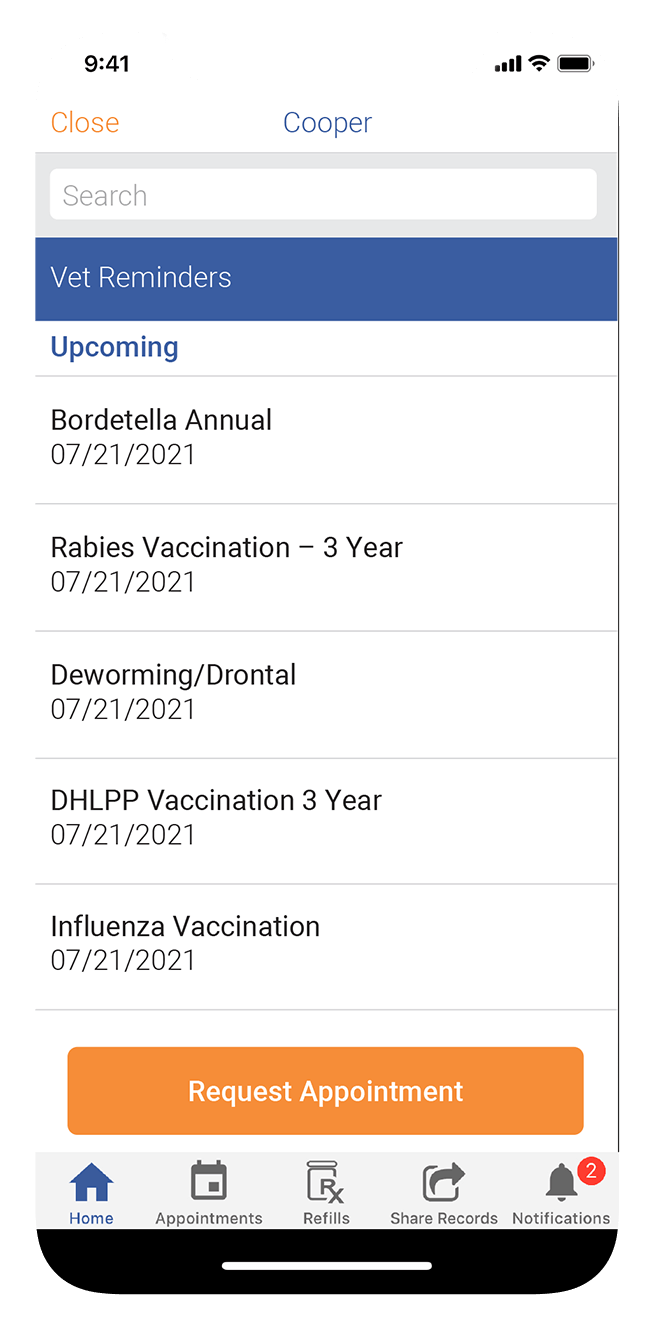 9:41
Close Cooper
Search
Vet Reminders
Upcoming
Bordetella Annual
07/21/2021
Rabies Vaccination – 3 Year
07/21/2021
Deworming/Drontal
07/21/2021
DHLPP Vaccination 3 Year
07/21/2021
Influenza Vaccination
07/21/2021
Request Appointment
Rx 2
Home Appointments Refills Share Records Notifications